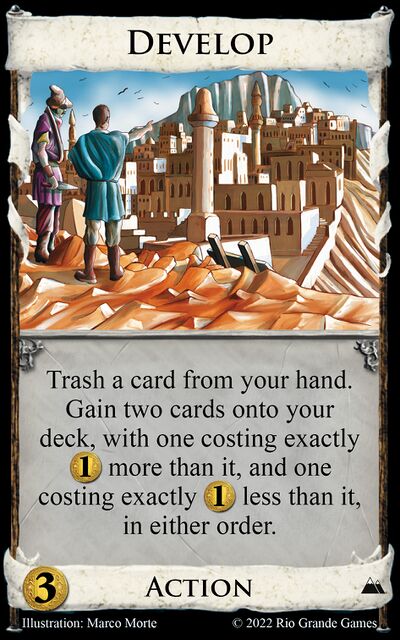 DEVELOP
Trash a card from your hand.
Gain two cards onto your
deck, with one costing exactly
1 more than it, and one
costing exactly 1 less than it,
in either order.
3 ACTION
Illustration: Marco Morte © 2022 Rio Grande Games